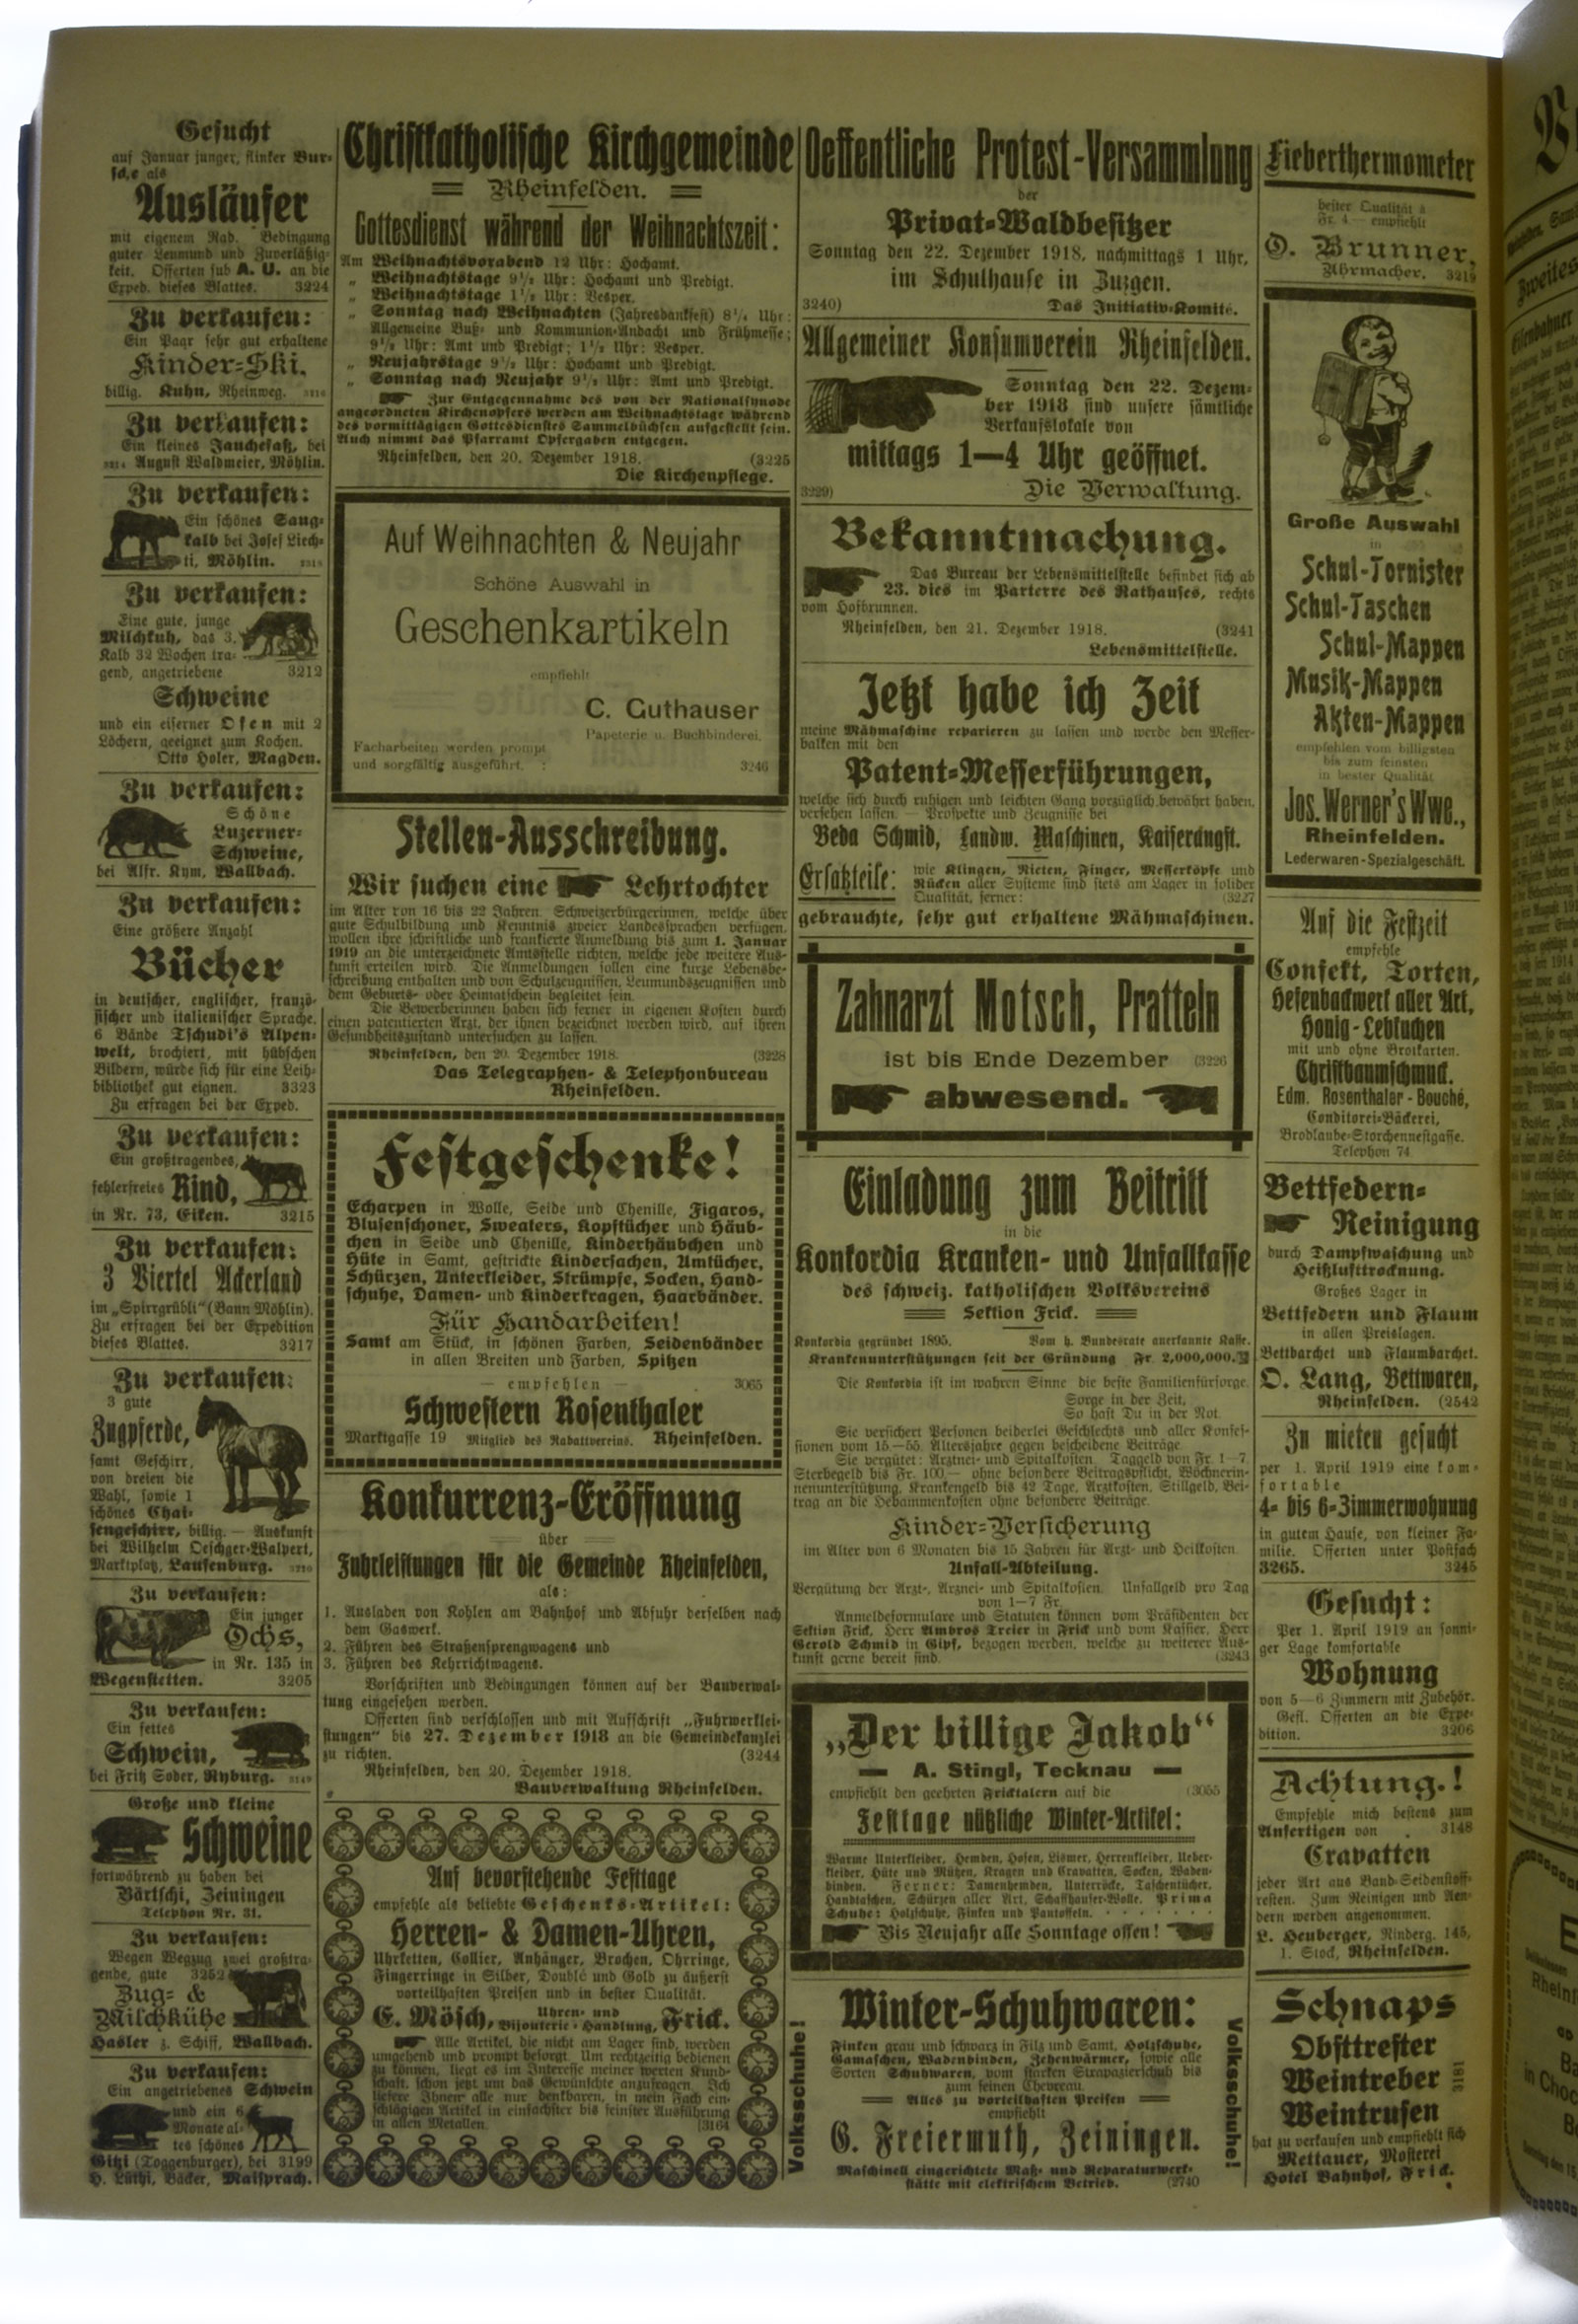 Gesucht
auf Januar junger, flinker Bur-
sche als
Ausläufer
mit eigenem Rad. Bedingung
guter Leumund und Zuverläßig-
keit. Offerten sub A. U. an die
Exped. dieses Blattes. 3224
Zu verkaufen:
Ein Paar sehr gut erhaltene
Kinder-Ski,
billig. Kuhn, Rheinweg.
Zu verkaufen:
Ein kleines Jauchefaß, bei
August Waldmeier, Möhlin.
Zu verkaufen:
Ein schönes Saug-
kalb bei Josef Liech-
ti, Möhlin.
Zu verkaufen:
Eine gute, junge
Milchkuh, das 3.
Kalb 32 Wochen tra-
gend, angetriebene 3212
Schweine
und ein eiserner Ofen mit 2
Löchern, geeignet zum Kochen.
Otto Hofer, Magden.
Zu verkaufen:
Schöne
Luzerner-
Schweine,
bei Alfr. Kym, Wallbach.
Zu verkaufen:
Eine größere Anzahl
Bücher
in deutscher, englischer, franzö-
sischer und italienischer Sprache.
6 Bände Tschudi's Alpen-
welt, brochiert, mit hübschen
Bildern, würde sich für eine Leih-
bibliothek gut eignen. 3323
Zu erfragen bei der Exped.
Zu verkaufen:
Ein großtragendes,
fehlerfreies Rind,
in Nr. 73, Eiken. 3215
Zu verkaufen:
3 Viertel Ackerland
im „Spirrgrübli“ (Bann Möhlin).
Zu erfragen bei der Expedition
dieses Blattes. 3217
Zu verkaufen:
3 gute
Zugpferde,
samt Geschirr,
von dreien die
Wahl, sowie 1
schönes Chai-
sengeschirr, billig. — Auskunft
bei Wilhelm Oeschger-Walpert,
Marktplatz, Laufenburg.
Zu verkaufen:
Ein junger
Ochs,
in Nr. 135 in
Wegenstetten. 3205
Zu verkaufen:
Ein fettes
Schwein,
bei Fritz Soder, Ryburg.
Große und kleine
Schweine
fortwährend zu haben bei
Bärtschi, Zeiningen
Telephon Nr. 31.
Zu verkaufen:
Wegen Wegzug zwei großtra-
gende, gute 3252
Zug- &
Milchkühe
Hasler z. Schiff, Wallbach.
Zu verkaufen:
Ein angetriebenes Schwein
und ein 6
Monate al-
tes schönes
Gitzi (Toggenburger), bei 3199
H. Lüthi, Bäcker, Maisprach.
Christkatholische Kirchgemeinde
Rheinfelden.
Gottesdienst während der Weihnachtszeit:
Am Weihnachtsvorabend 12 Uhr: Hochamt.
„ Weihnachtstage 9½ Uhr: Hochamt und Predigt.
„ Weihnachtstage 1½ Uhr: Vesper.
„ Sonntag nach Weihnachten (Jahresdankfest) 8¼ Uhr:
Allgemeine Buß- und Kommunion-Andacht und Frühmesse;
9½ Uhr: Amt und Predigt; 1½ Uhr: Vesper.
„ Neujahrstage 9½ Uhr: Hochamt und Predigt.
„ Sonntag nach Neujahr 9½ Uhr: Amt und Predigt.
Zur Entgegennahme des von der Nationalsynode
angeordneten Kirchenopfers werden am Weihnachtstage während
des vormittägigen Gottesdienstes Sammelbüchsen aufgestellt sein.
Auch nimmt das Pfarramt Opfergaben entgegen.
Rheinfelden, den 20. Dezember 1918. (3225
Die Kirchenpflege.
Auf Weihnachten & Neujahr
Schöne Auswahl in
Geschenkartikeln
empfiehlt
C. Guthauser
Papeterie u. Buchbinderei.
Facharbeiten werden prompt
und sorgfältig ausgeführt. : 3246
Stellen-Ausschreibung.
Wir suchen eine Lehrtochter
im Alter von 16 bis 22 Jahren. Schweizerbürgerinnen, welche über
gute Schulbildung und Kenntnis zweier Landessprachen verfügen,
wollen ihre schriftliche und frankierte Anmeldung bis zum 1. Januar
1919 an die unterzeichnete Amtsstelle richten, welche jede weitere Aus-
kunft erteilen wird. Die Anmeldungen sollen eine kurze Lebensbe-
schreibung enthalten und von Schulzeugnissen, Leumundszeugnissen und
dem Geburts- oder Heimatschein begleitet sein.
Die Bewerberinnen haben sich ferner in eigenen Kosten durch
einen patentierten Arzt, der ihnen bezeichnet werden wird, auf ihren
Gesundheitszustand untersuchen zu lassen.
Rheinfelden, den 20. Dezember 1918. (3228
Das Telegraphen- & Telephonbureau
Rheinfelden.
Festgeschenke!
Echarpen in Wolle, Seide und Chenille, Figaros,
Blusenschoner, Sweaters, Kopftücher und Häub-
chen in Seide und Chenille, Kinderhäubchen und
Hüte in Samt, gestrickte Kindersachen, Umtücher,
Schürzen, Unterkleider, Strümpfe, Socken, Hand-
schuhe, Damen- und Kinderkragen, Haarbänder.
Für Handarbeiten!
Samt am Stück, in schönen Farben, Seidenbänder
in allen Breiten und Farben, Spitzen
— empfehlen — 3065
Schwestern Rosenthaler
Marktgasse 19 Mitglied des Rabattvereins. Rheinfelden.
Konkurrenz-Eröffnung
über
Fuhrleistungen für die Gemeinde Rheinfelden,
als:
1. Ausladen von Kohlen am Bahnhof und Abfuhr derselben nach
dem Gaswerk.
2. Führen des Straßensprengwagens und
3. Führen des Kehrrichtwagens.
Vorschriften und Bedingungen können auf der Bauverwal-
tung eingesehen werden.
Offerten sind verschlossen und mit Aufschrift „Fuhrwerklei-
stungen“ bis 27. Dezember 1918 an die Gemeindekanzlei
zu richten. (3244
Rheinfelden, den 20. Dezember 1918.
Bauverwaltung Rheinfelden.
Auf bevorstehende Festtage
empfehle als beliebte Geschenks-Artikel:
Herren- & Damen-Uhren,
Uhrketten, Collier, Anhänger, Brochen, Ohrringe,
Fingerringe in Silber, Doublé und Gold zu äußerst
vorteilhaften Preisen und in bester Qualität.
E. Mösch, Uhren- und Bijouterie-Handlung, Frick.
Alle Artikel, die nicht am Lager sind, werden
umgehend und prompt besorgt. Um rechtzeitig bedienen
zu können, liegt es im Interesse meiner werten Kund-
schaft, schon jetzt um das Gewünschte anzufragen. Ich
liefere Ihnen alle nur denkbaren, in mein Fach ein-
schlägigen Artikel in einfachster bis feinster Ausführung
in allen Metallen. (3164
Oeffentliche Protest-Versammlung
der
Privat-Waldbesitzer
Sonntag den 22. Dezember 1918, nachmittags 1 Uhr,
im Schulhause in Zuzgen.
3240) Das Initiativ-Komité.
Allgemeiner Konsumverein Rheinfelden.
Sonntag den 22. Dezem-
ber 1918 sind unsere sämtliche
Verkaufslokale von
mittags 1—4 Uhr geöffnet.
3229) Die Verwaltung.
Bekanntmachung.
Das Bureau der Lebensmittelstelle befindet sich ab
23. dies im Parterre des Rathauses, rechts
vom Hofbrunnen.
Rheinfelden, den 21. Dezember 1918. (3241
Lebensmittelstelle.
Jetzt habe ich Zeit
meine Mähmaschine reparieren zu lassen und werde den Messer-
balken mit den
Patent-Messerführungen,
welche sich durch ruhigen und leichten Gang vorzüglich bewährt haben,
versehen lassen. — Prospekte und Zeugnisse bei
Beda Schmid, Landw. Maschinen, Kaiseraugst.
Ersatzteile: wie Klingen, Nieten, Finger, Messerköpfe und
Rücken aller Systeme sind stets am Lager in solider
Qualität, ferner: (3227
gebrauchte, sehr gut erhaltene Mähmaschinen.
Zahnarzt Motsch, Pratteln
ist bis Ende Dezember (3226
abwesend.
Einladung zum Beitritt
in die
Konkordia Kranken- und Unfallkasse
des schweiz. katholischen Volksvereins
Sektion Frick.
Konkordia gegründet 1895. Vom h. Bundesrate anerkannte Kasse.
Krankenunterstützungen seit der Gründung Fr. 2,000,000.
Die Konkordia ist im wahren Sinne die beste Familienfürsorge.
Sorge in der Zeit,
So hast Du in der Not.
Sie versichert Personen beiderlei Geschlechts und aller Konfes-
sionen vom 15.—55. Altersjahre gegen bescheidene Beiträge.
Sie vergütet: Arztnei- und Spitalkosten. Taggeld von Fr. 1—7.
Sterbegeld bis Fr. 100.— ohne besondere Beitragspflicht, Wöchnerin-
nenunterstützung, Krankengeld bis 42 Tage, Arztkosten, Stillgeld, Bei-
trag an die Hebammenkosten ohne besondere Beiträge.
Kinder-Versicherung
im Alter von 6 Monaten bis 15 Jahren für Arzt- und Heilkosten.
Unfall-Abteilung.
Vergütung der Arzt-, Arznei- und Spitalkosten. Unfallgeld pro Tag
von 1—7 Fr.
Anmeldeformulare und Statuten können vom Präsidenten der
Sektion Frick, Herr Ambros Treier in Frick und vom Kassier, Herr
Gerold Schmid in Gipf, bezogen werden, welche zu weiterer Aus-
kunft gerne bereit sind. (3243
„Der billige Jakob“
A. Stingl, Tecknau
empfiehlt den geehrten Fricktalern auf die (3055
Festtage nützliche Winter-Artikel:
Warme Unterkleider, Hemden, Hosen, Lismer, Herrenkleider, Ueber-
kleider, Hüte und Mützen, Kragen und Cravatten, Socken, Waden-
binden. Ferner: Damenhemden, Unterröcke, Taschentücher,
Handtaschen, Schürzen aller Art, Schaffhauser-Wolle. Prima
Schuhe: Holzschuhe, Finken und Pantoffeln.
Bis Neujahr alle Sonntage offen!
Volksschuhe!
Winter-Schuhwaren:
Finken grau und schwarz in Filz und Samt, Holzschuhe,
Gamaschen, Wadenbinden, Zehenwärmer, sowie alle
Sorten Schuhwaren, vom starken Strapazierschuh bis
zum feinen Chevreau.
Alles zu vorteilhaften Preisen
empfiehlt
G. Freiermuth, Zeiningen.
Maschinell eingerichtete Maß- und Reparaturwerk-
stätte mit elektrischem Betrieb. (2740
Volksschuhe!
Fieberthermometer
bester Qualität à
Fr. 4.— empfiehlt
O. Brunner,
Uhrmacher. 3219
Große Auswahl
in
Schul-Tornister
Schul-Taschen
Schul-Mappen
Musik-Mappen
Akten-Mappen
empfehlen vom billigsten
bis zum feinsten
in bester Qualität
Jos. Werner's Wwe.,
Rheinfelden.
Lederwaren-Spezialgeschäft.
Auf die Festzeit
empfehle
Confekt, Torten,
Hefenbackwerk aller Art,
Honig-Lebkuchen
mit und ohne Brotkarten.
Christbaumschmuck.
Edm. Rosenthaler-Bouché,
Conditorei-Bäckerei,
Brodlaube-Storchennestgasse.
Telephon 74.
Bettfedern-
Reinigung
durch Dampfwaschung und
Heißlufttrocknung.
Großes Lager in
Bettfedern und Flaum
in allen Preislagen.
Bettbarchet und Flaumbarchet.
O. Lang, Bettwaren,
Rheinfelden. (2542
Zu mieten gesucht
per 1. April 1919 eine kom-
fortable
4- bis 6-Zimmerwohnung
in gutem Hause, von kleiner Fa-
milie. Offerten unter Postfach
3265. 3245
Gesucht:
Per 1. April 1919 an sonni-
ger Lage komfortable
Wohnung
von 5—6 Zimmern mit Zubehör.
Gefl. Offerten an die Expe-
dition. 3206
Achtung!
Empfehle mich bestens zum
Anfertigen von 3148
Cravatten
jeder Art aus Band-Seidenstoff-
resten. Zum Reinigen und Aen-
dern werden angenommen.
L. Heuberger, Rinderg. 145,
1. Stock, Rheinfelden.
Schnaps
Obsttrester
Weintreber
Weintrusen
3181
hat zu verkaufen und empfiehlt sich
Mettauer, Mosterei
Hotel Bahnhof, Frick.